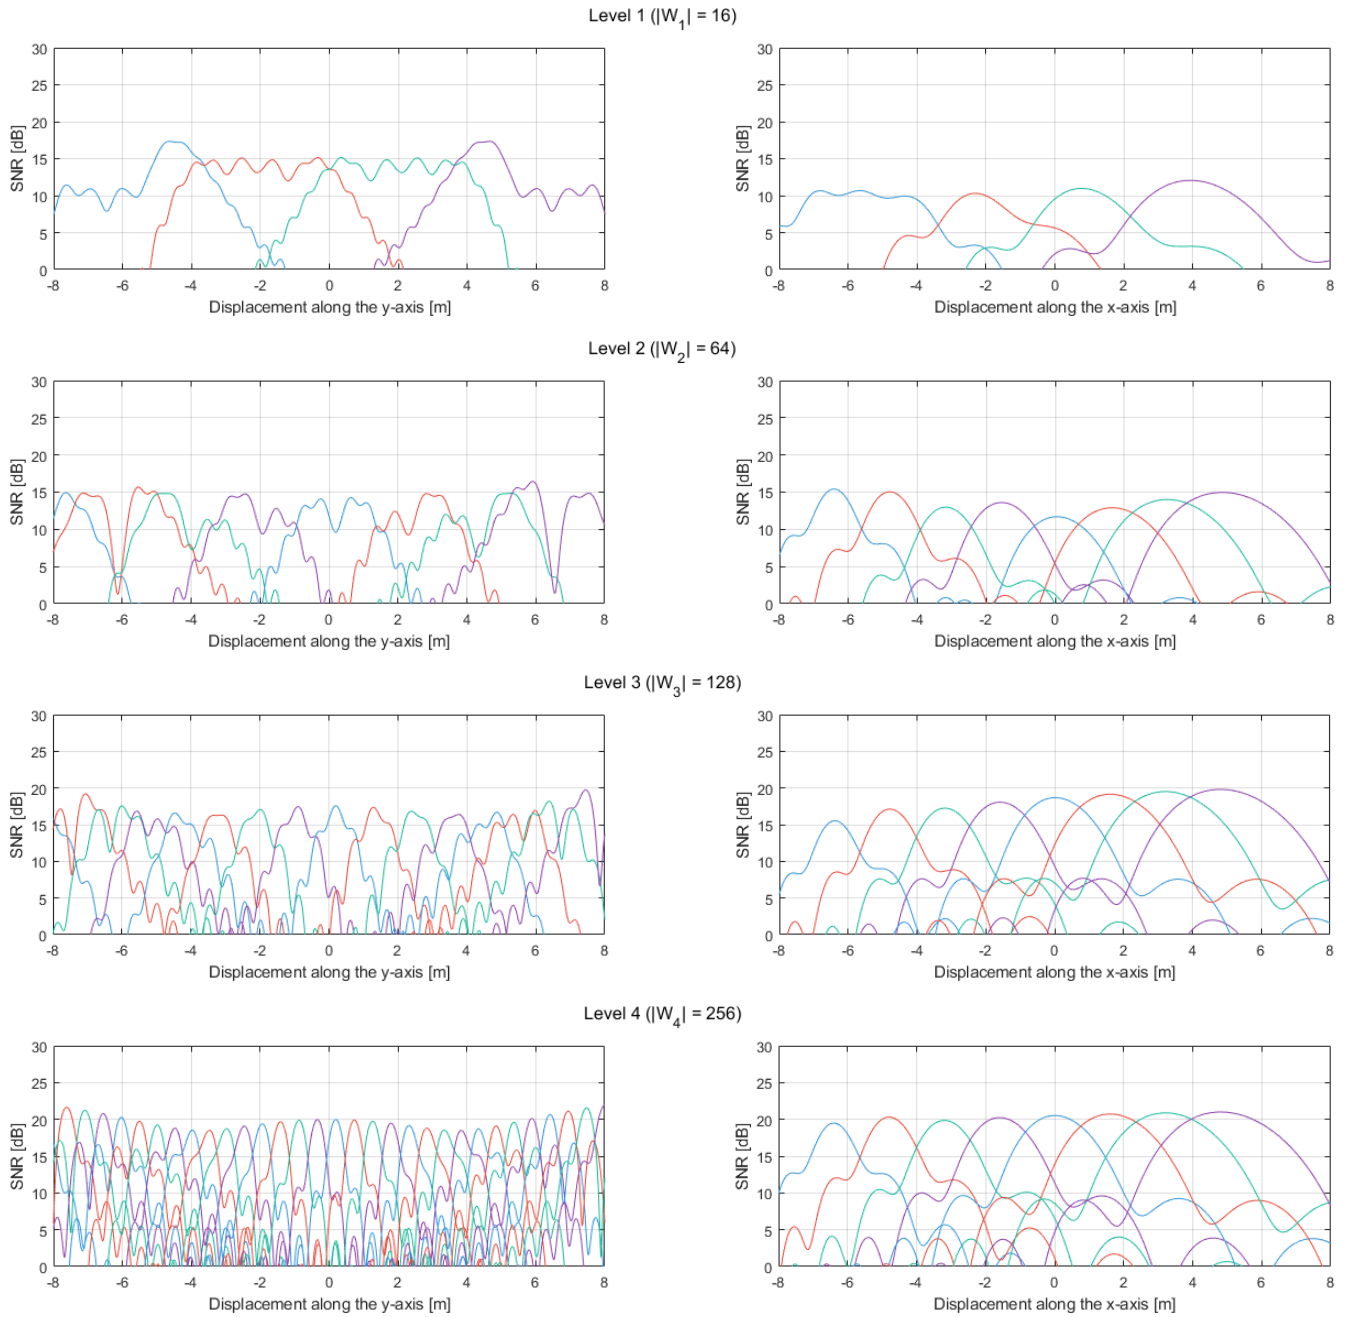 Level 1 (|W1| = 16)
SNR [dB]
30
25
20
15
10
5
0
-8 -6 -4 -2 0 2 4 6 8
Displacement along the y-axis [m]
SNR [dB]
30
25
20
15
10
5
0
-8 -6 -4 -2 0 2 4 6 8
Displacement along the x-axis [m]
Level 2 (|W2| = 64)
SNR [dB]
30
25
20
15
10
5
0
-8 -6 -4 -2 0 2 4 6 8
Displacement along the y-axis [m]
SNR [dB]
30
25
20
15
10
5
0
-8 -6 -4 -2 0 2 4 6 8
Displacement along the x-axis [m]
Level 3 (|W3| = 128)
SNR [dB]
30
25
20
15
10
5
0
-8 -6 -4 -2 0 2 4 6 8
Displacement along the y-axis [m]
SNR [dB]
30
25
20
15
10
5
0
-8 -6 -4 -2 0 2 4 6 8
Displacement along the x-axis [m]
Level 4 (|W4| = 256)
SNR [dB]
30
25
20
15
10
5
0
-8 -6 -4 -2 0 2 4 6 8
Displacement along the y-axis [m]
SNR [dB]
30
25
20
15
10
5
0
-8 -6 -4 -2 0 2 4 6 8
Displacement along the x-axis [m]